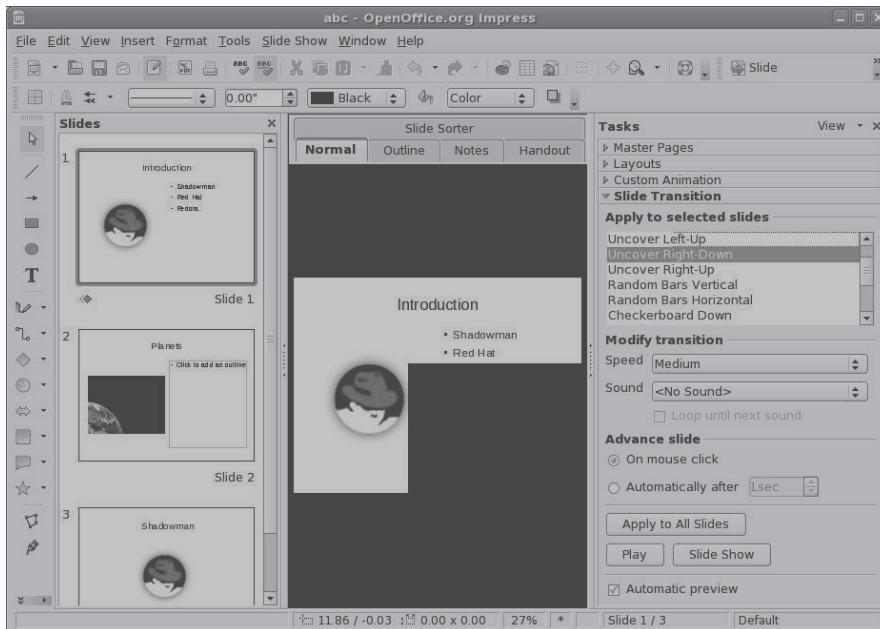 abc - OpenOffice.org Impress
File Edit View Insert Format Tools Slide Show Window Help
Slide
0.00" Black Color
Slides
1
Introduction
Shadowman
Red Hat
Fedora
Slide 1
2
Planets
Click to add an outline
Slide 2
3
Shadowman
Slide Sorter
Normal Outline Notes Handout
Introduction
Shadowman
Red Hat
Tasks View
Master Pages
Layouts
Custom Animation
Slide Transition
Apply to selected slides
Uncover Left-Up
Uncover Right-Down
Uncover Right-Up
Random Bars Vertical
Random Bars Horizontal
Checkerboard Down
Modify transition
Speed Medium
Sound <No Sound>
Loop until next sound
Advance slide
On mouse click
Automatically after 1sec
Apply to All Slides
Play Slide Show
Automatic preview
11.86 / -0.03 0.00 x 0.00 27% * Slide 1 / 3 Default